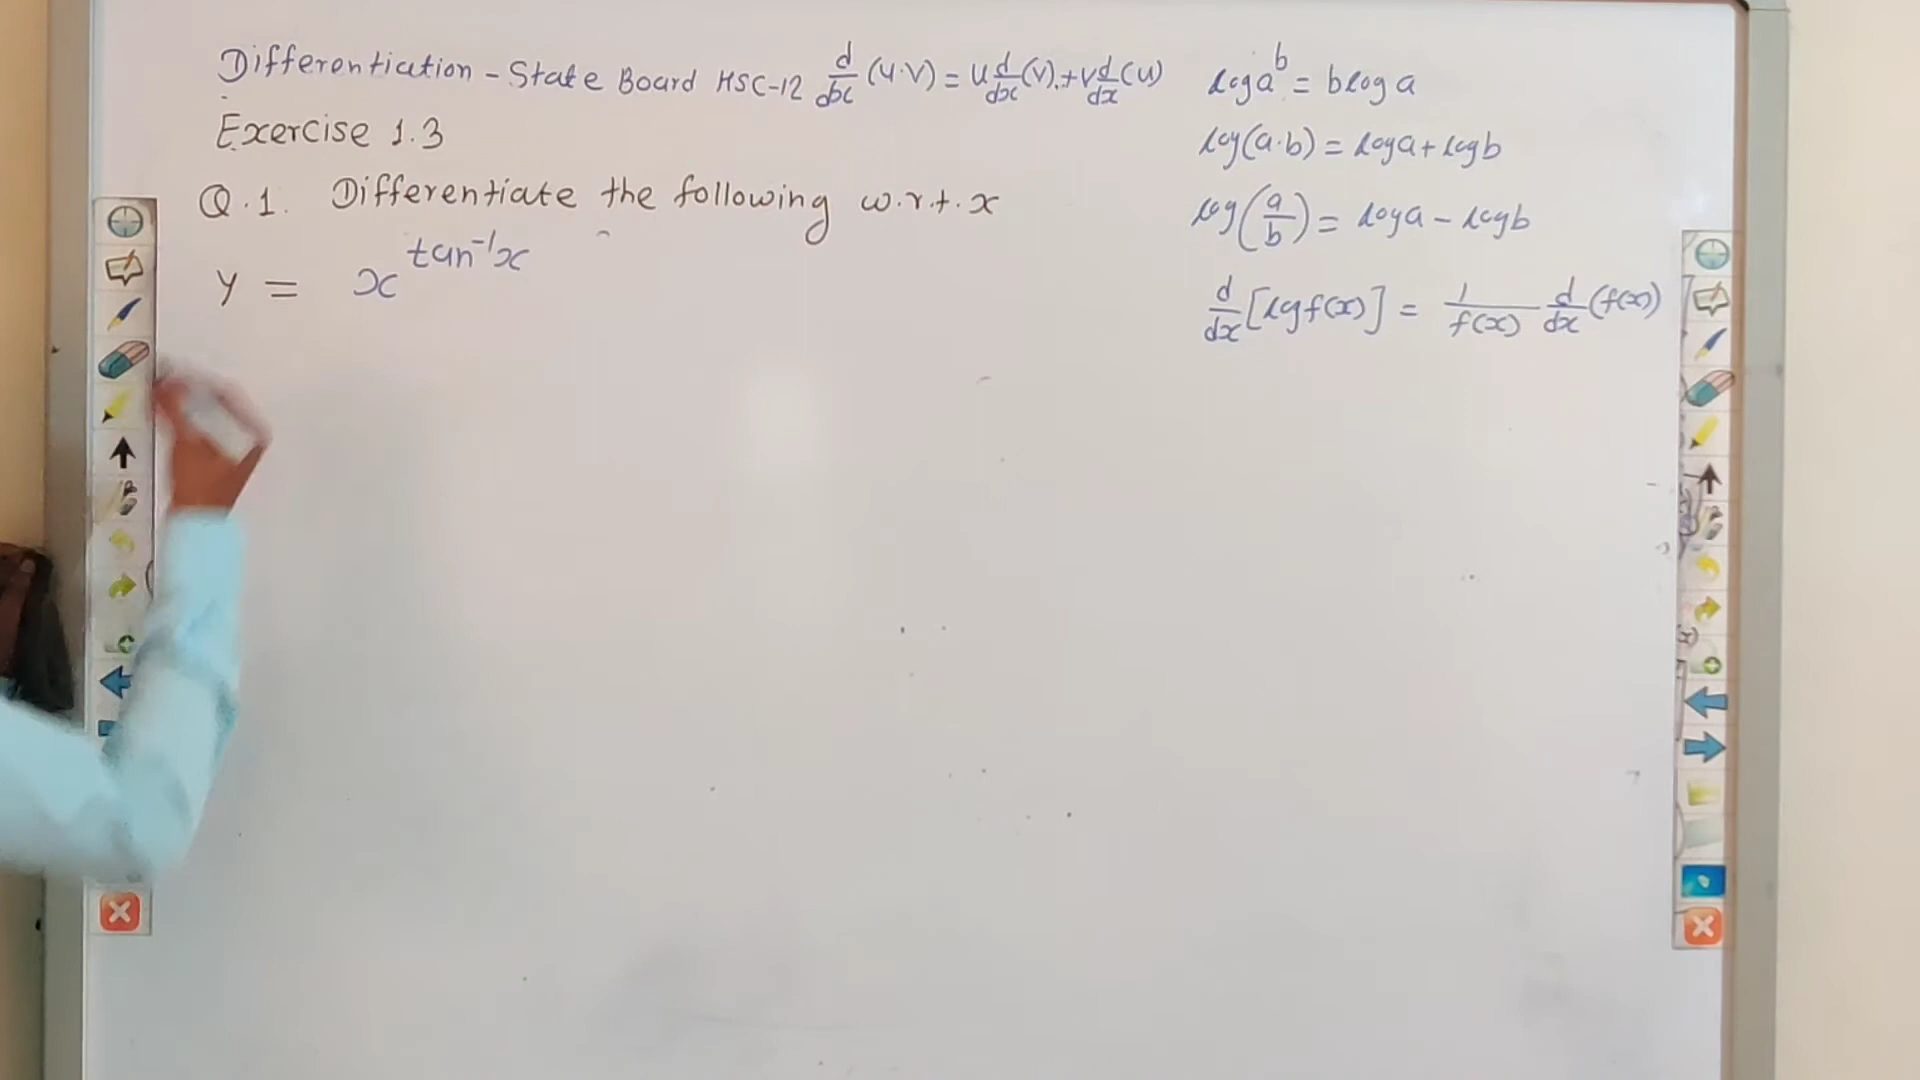 Differentiation - State Board HSC-12 d/dx (u.v) = u d/dx (v) + v d/dx (u)
Exercise 1.3
Q.1. Differentiate the following w.r.t. x
y = x^tan⁻¹x
log a^b = b log a
log(a.b) = log a + log b
log(a/b) = log a - log b
d/dx [log f(x)] = 1/f(x) d/dx (f(x))